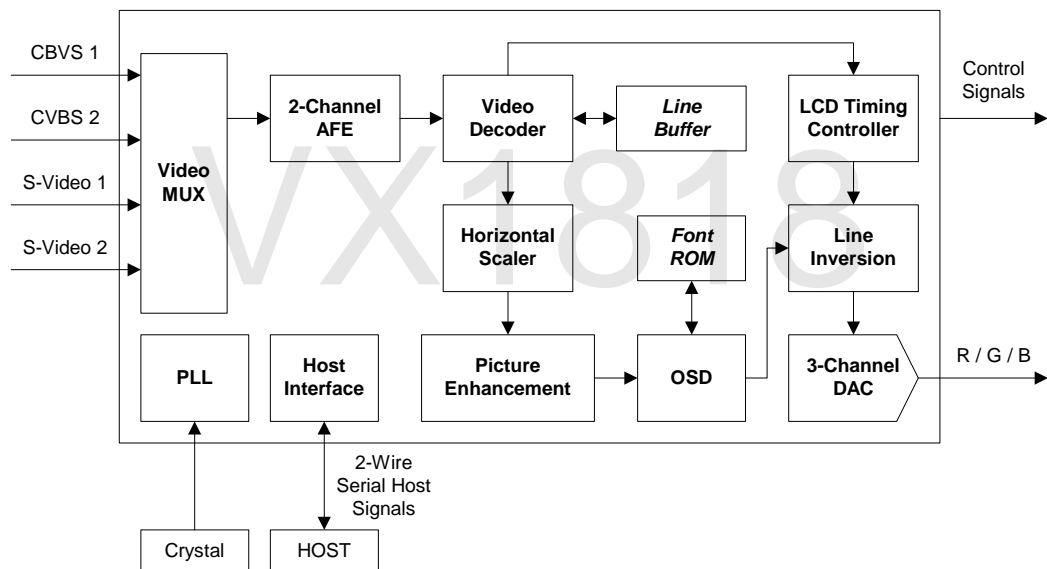 CBVS 1
CVBS 2
S-Video 1
S-Video 2
Video
MUX
2-Channel
AFE
Video
Decoder
Line
Buffer
LCD Timing
Controller
Control
Signals
VX1818
Horizontal
Scaler
Font
ROM
Line
Inversion
PLL
Host
Interface
Picture
Enhancement
OSD
3-Channel
DAC
R / G / B
2-Wire
Serial Host
Signals
Crystal
HOST